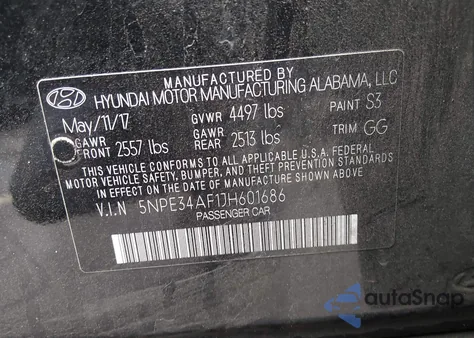 MANUFACTURED BY
HYUNDAI MOTOR MANUFACTURING ALABAMA, LLC
May/11/17 GVWR 4497 lbs PAINT S3
GAWR FRONT 2557 lbs GAWR REAR 2513 lbs TRIM GG
THIS VEHICLE CONFORMS TO ALL APPLICABLE U.S.A. FEDERAL
MOTOR VEHICLE SAFETY, BUMPER, AND THEFT PREVENTION STANDARDS
IN EFFECT ON THE DATE OF MANUFACTURE SHOWN ABOVE.
V.I.N 5NPE34AF1JH601686
PASSENGER CAR
autaSnap